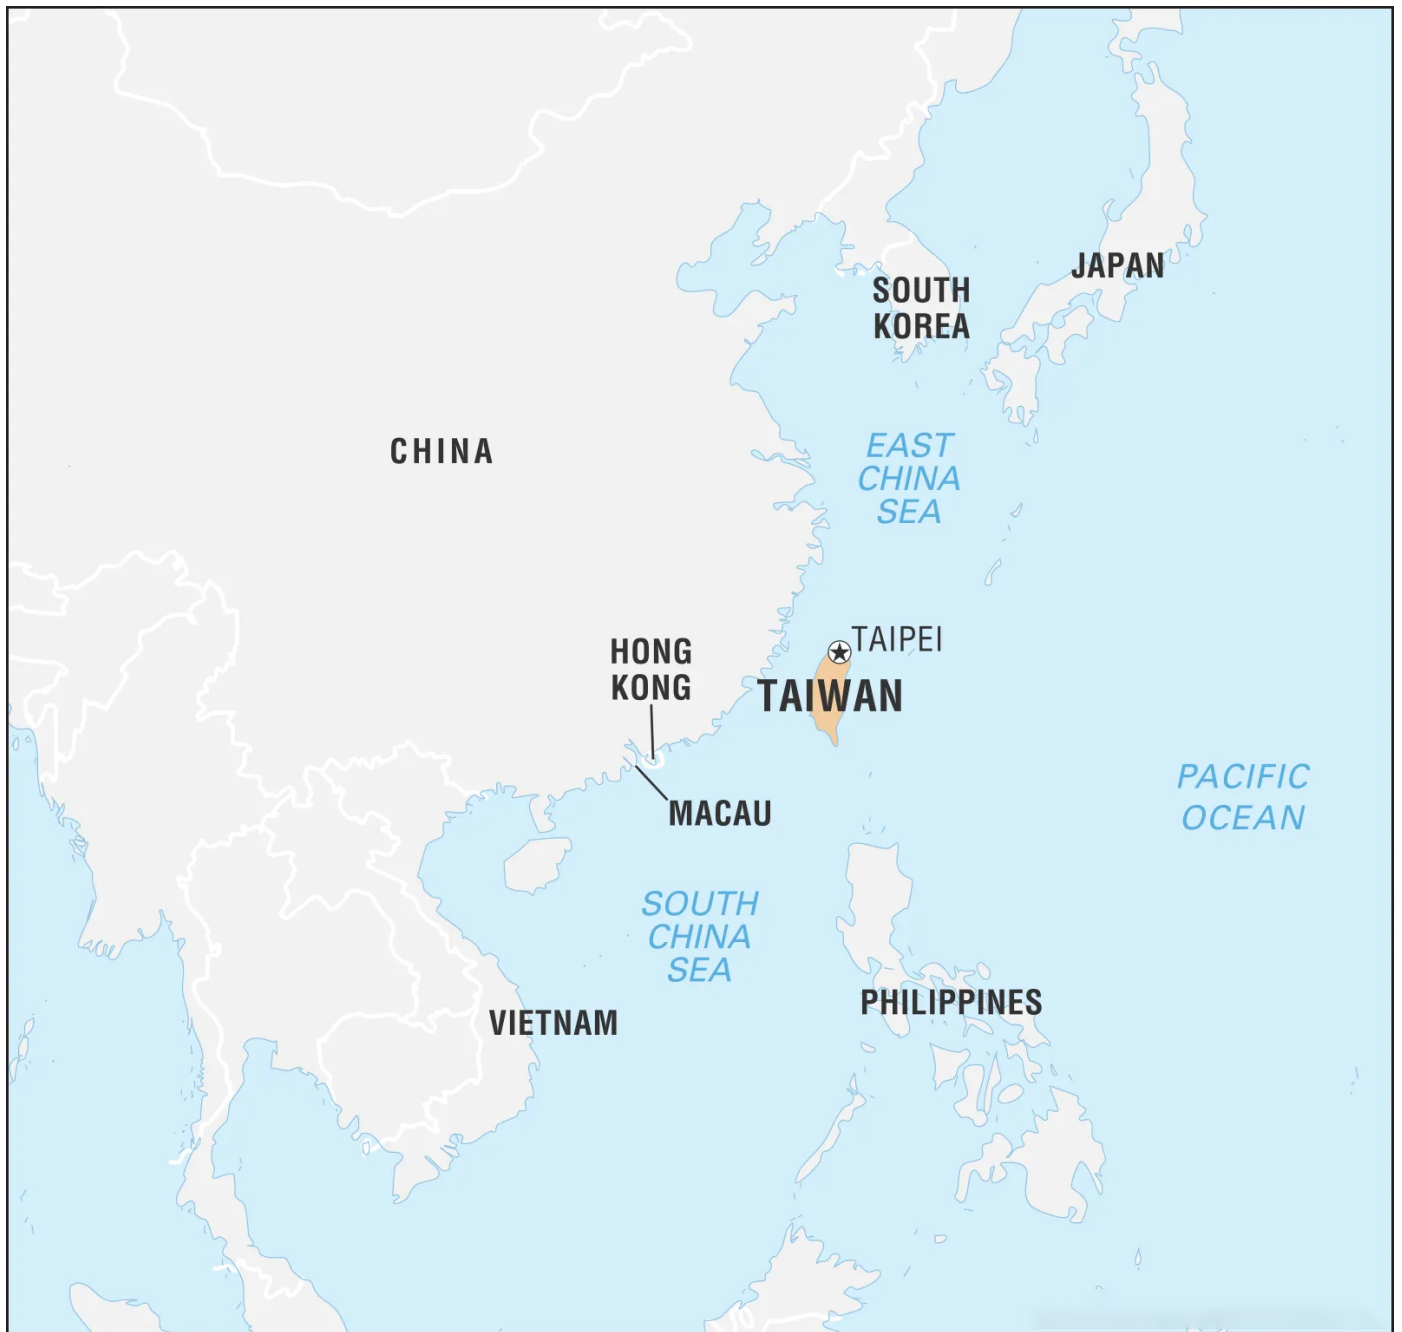 JAPAN
SOUTH
KOREA
CHINA
EAST
CHINA
SEA
TAIPEI
HONG
KONG
TAIWAN
PACIFIC
OCEAN
MACAU
SOUTH
CHINA
SEA
PHILIPPINES
VIETNAM